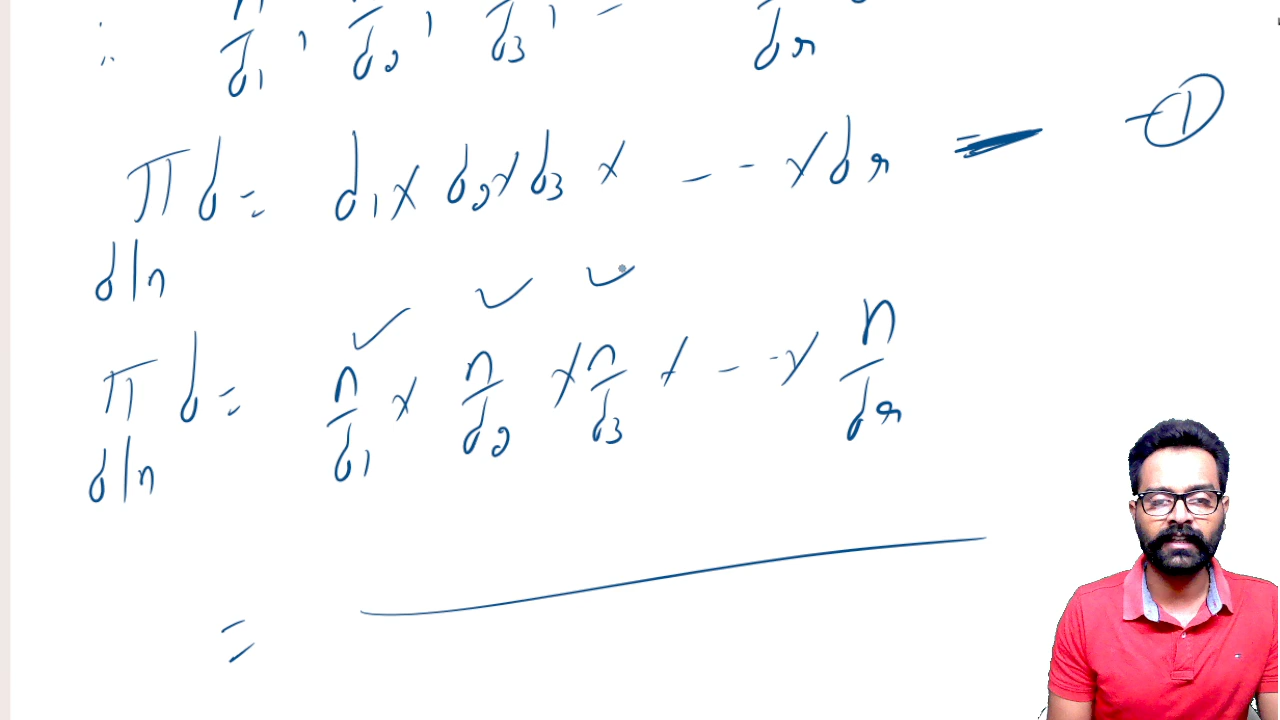 ∴ n/d₁, n/d₂, n/d₃, - n/dᵣ
∏ d = d₁ × d₂ × d₃ × - - × dᵣ - ①
d|n
∏ d = n/d₁ × n/d₂ × n/d₃ × - - × n/dᵣ
d|n
=